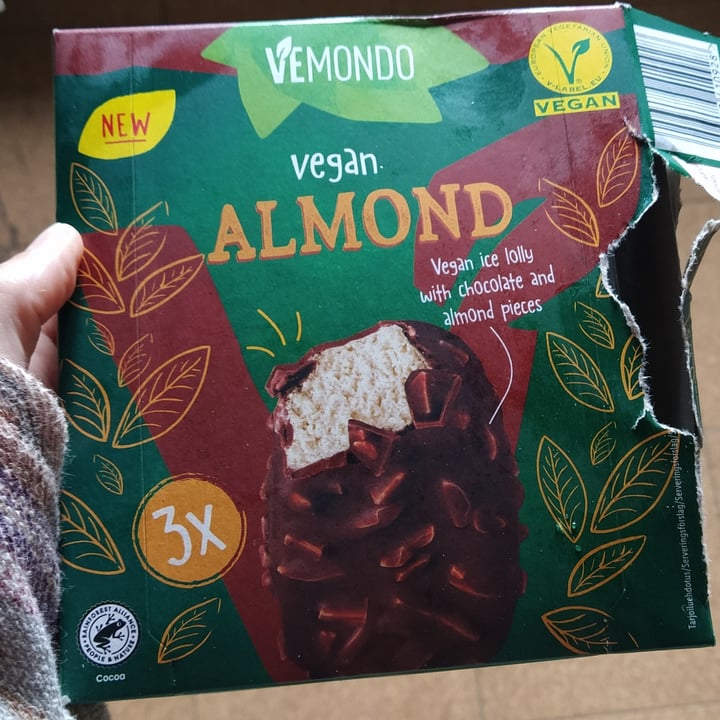 VEMONDO
EUROPEAN VEGETARIAN UNION
V-LABEL.EU
VEGAN
NEW
vegan
ALMOND
Vegan ice lolly
with chocolate and
almond pieces
3x
RAINFOREST ALLIANCE
PEOPLE & NATURE
Cocoa
Tarjoiluehdotus/Serveringsförslag/Serveringsforslag